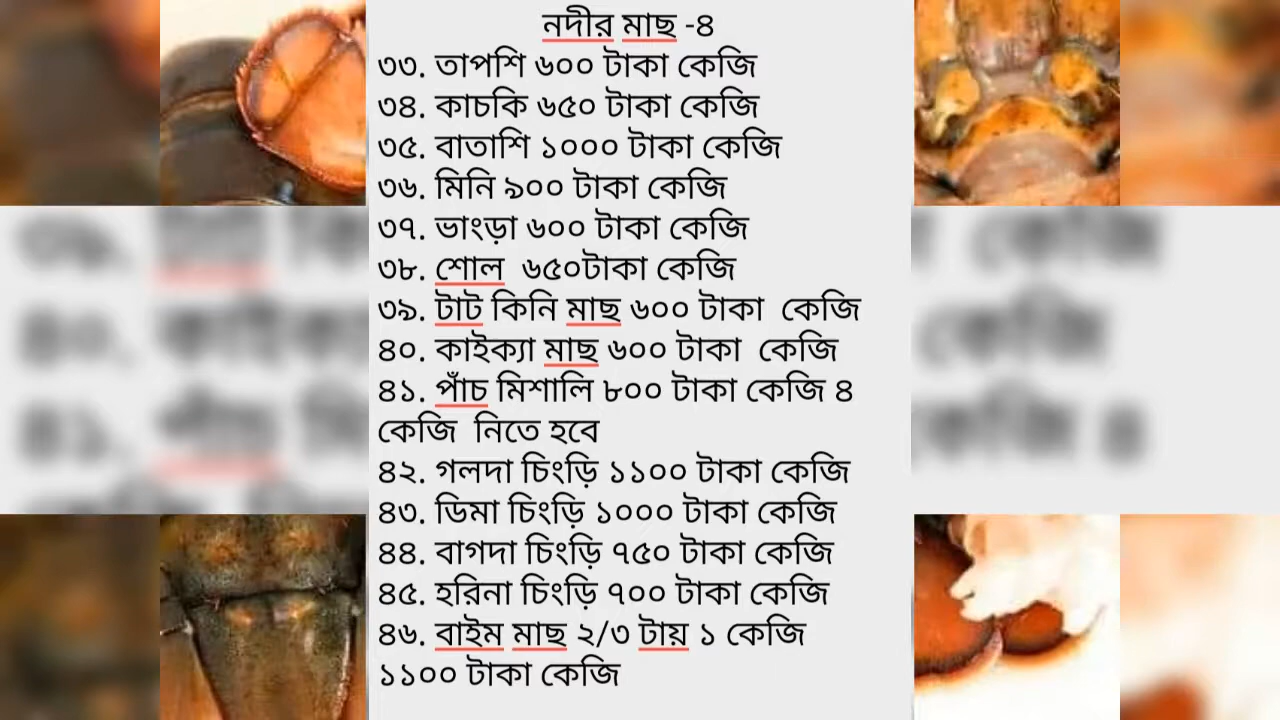 নদীর মাছ -৪
৩৩. তাপশি ৬০০ টাকা কেজি
৩৪. কাচকি ৬৫০ টাকা কেজি
৩৫. বাতাশি ১০০০ টাকা কেজি
৩৬. মিনি ৯০০ টাকা কেজি
৩৭. ভাংড়া ৬০০ টাকা কেজি
৩৮. শোল  ৬৫০টাকা কেজি
৩৯. টাট কিনি মাছ ৬০০ টাকা  কেজি
৪০. কাইক্যা মাছ ৬০০ টাকা  কেজি
৪১. পাঁচ মিশালি ৮০০ টাকা কেজি ৪
কেজি  নিতে হবে
৪২. গলদা চিংড়ি ১১০০ টাকা কেজি
৪৩. ডিমা চিংড়ি ১০০০ টাকা কেজি
৪৪. বাগদা চিংড়ি ৭৫০ টাকা কেজি
৪৫. হরিনা চিংড়ি ৭০০ টাকা কেজি
৪৬. বাইম মাছ ২/৩ টায় ১ কেজি
১১০০ টাকা কেজি